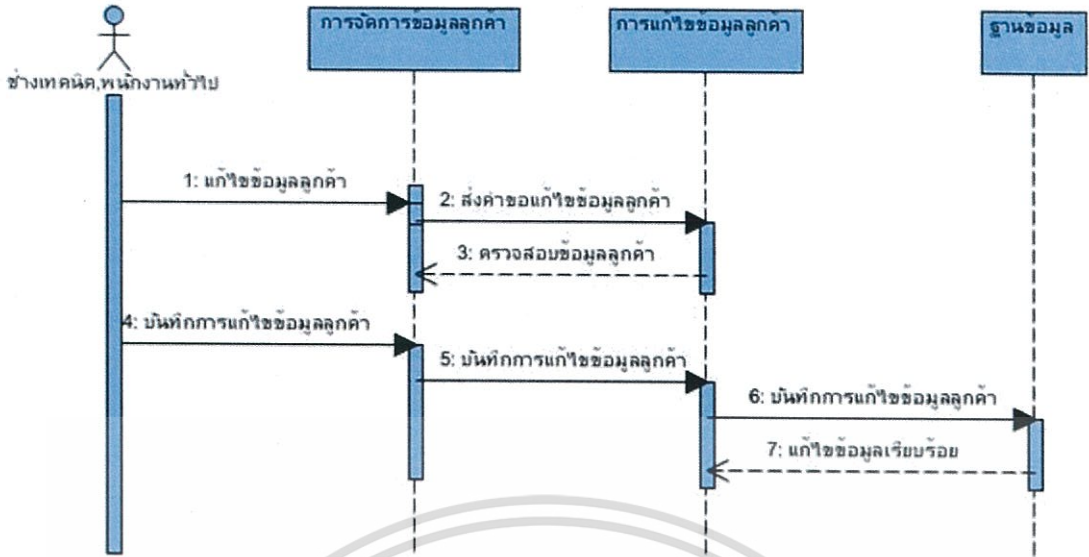 การจัดการข้อมูลลูกค้า
การแก้ไขข้อมูลลูกค้า
ฐานข้อมูล
ช่างเทคนิค,พนักงานทั่วไป
1: แก้ไขข้อมูลลูกค้า
2: ส่งค่าขอแก้ไขข้อมูลลูกค้า
3: ตรวจสอบข้อมูลลูกค้า
4: บันทึกการแก้ไขข้อมูลลูกค้า
5: บันทึกการแก้ไขข้อมูลลูกค้า
6: บันทึกการแก้ไขข้อมูลลูกค้า
7: แก้ไขข้อมูลเรียบร้อย